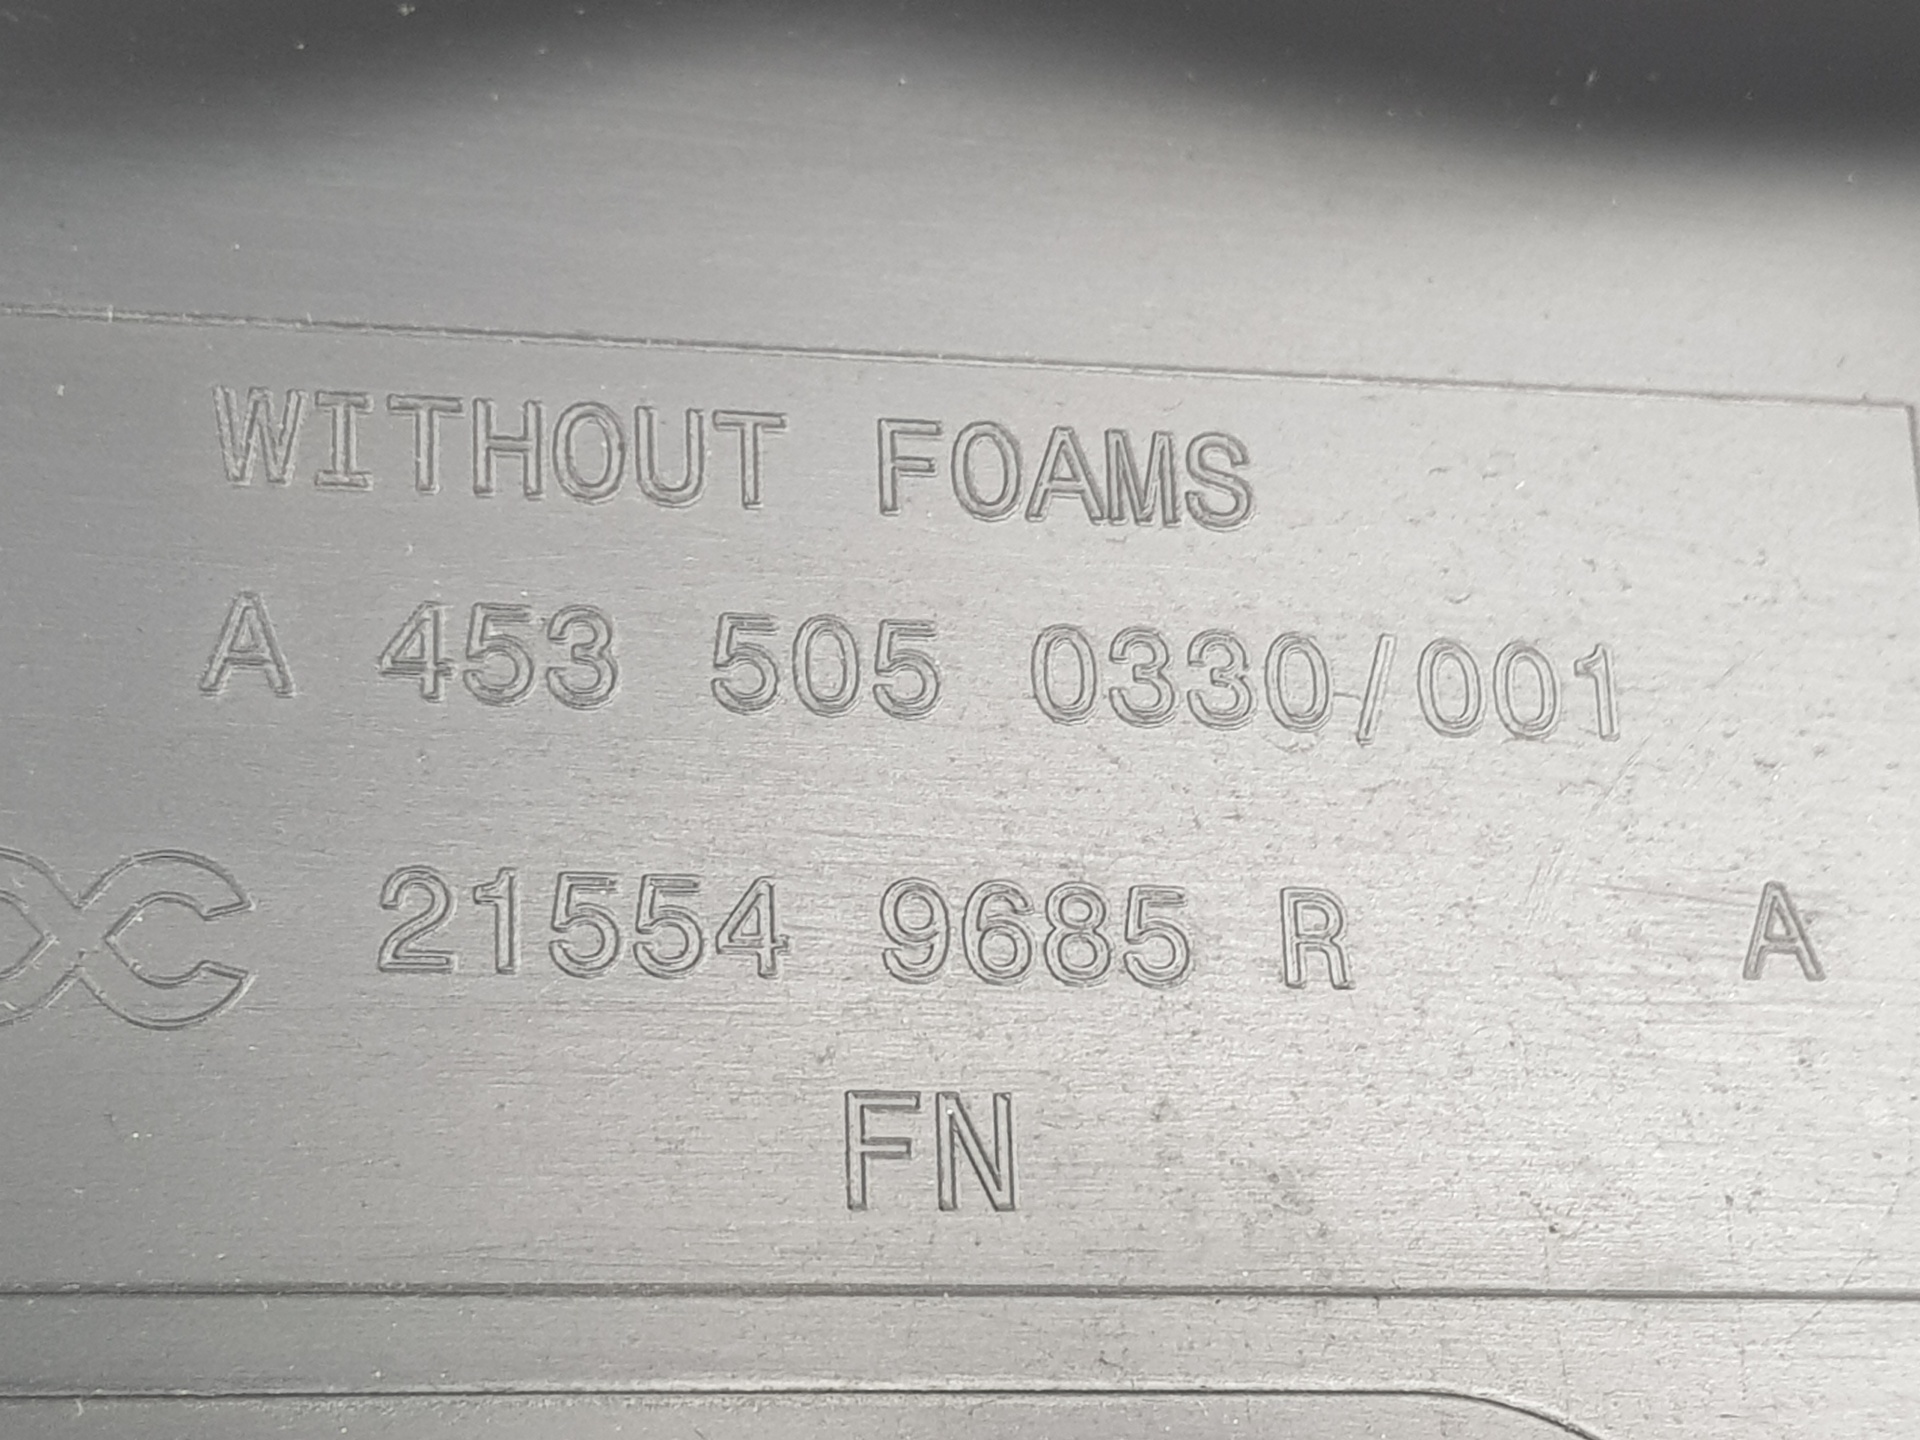 WITHOUT FOAMS
A 453 505 0330/001
21554 9685 R A
FN